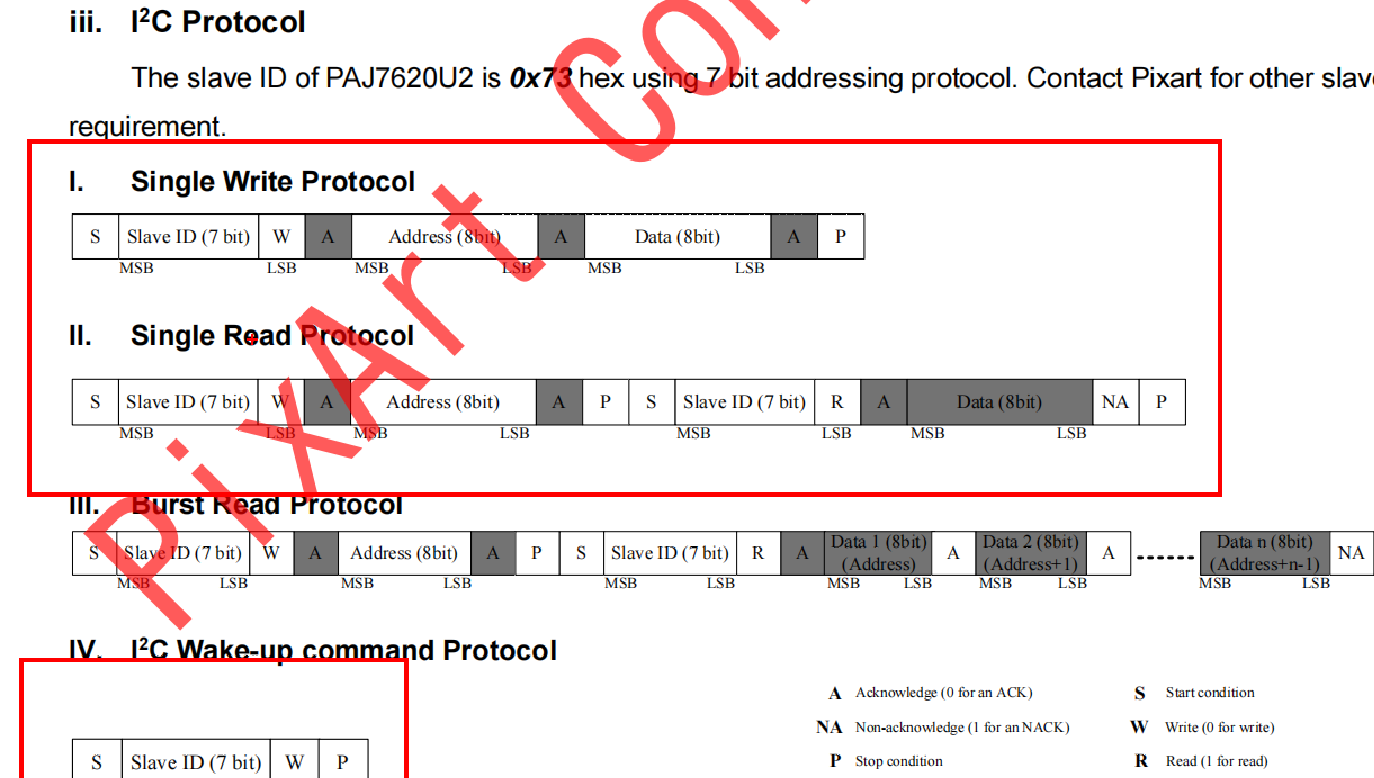 iii. I²C Protocol
The slave ID of PAJ7620U2 is 0x73 hex using 7 bit addressing protocol. Contact Pixart for other slave
requirement.
I. Single Write Protocol
S Slave ID (7 bit) W A Address (8bit) A Data (8bit) A P
MSB LSB MSB LSB MSB LSB
II. Single Read Protocol
S Slave ID (7 bit) W A Address (8bit) A P S Slave ID (7 bit) R A Data (8bit) NA P
MSB LSB MSB LSB MSB LSB MSB LSB
III. Burst Read Protocol
S Slave ID (7 bit) W A Address (8bit) A P S Slave ID (7 bit) R A Data 1 (8bit) (Address) A Data 2 (8bit) (Address+1) A ------ Data n (8bit) (Address+n-1) NA
MSB LSB MSB LSB MSB LSB MSB LSB MSB LSB MSB LSB
IV. I²C Wake-up command Protocol
A Acknowledge (0 for an ACK) S Start condition
NA Non-acknowledge (1 for an NACK) W Write (0 for write)
P Stop condition R Read (1 for read)
S Slave ID (7 bit) W P
PixArt Con